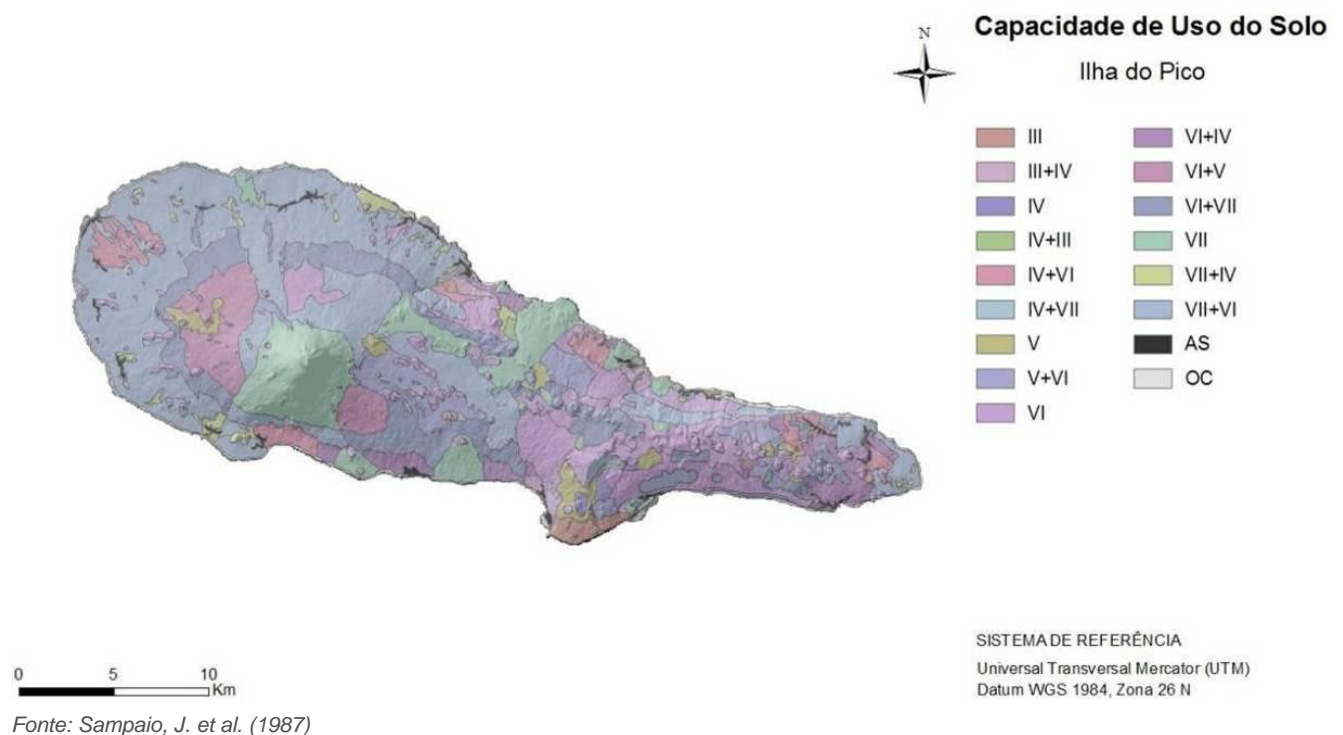 Capacidade de Uso do Solo
Ilha do Pico
N
III
III+IV
IV
IV+III
IV+VI
IV+VII
V
V+VI
VI
VI+IV
VI+V
VI+VII
VII
VII+IV
VII+VI
AS
OC
SISTEMA DE REFERÊNCIA
Universal Transversal Mercator (UTM)
Datum WGS 1984, Zona 26 N
0 5 10
Km
Fonte: Sampaio, J. et al. (1987)